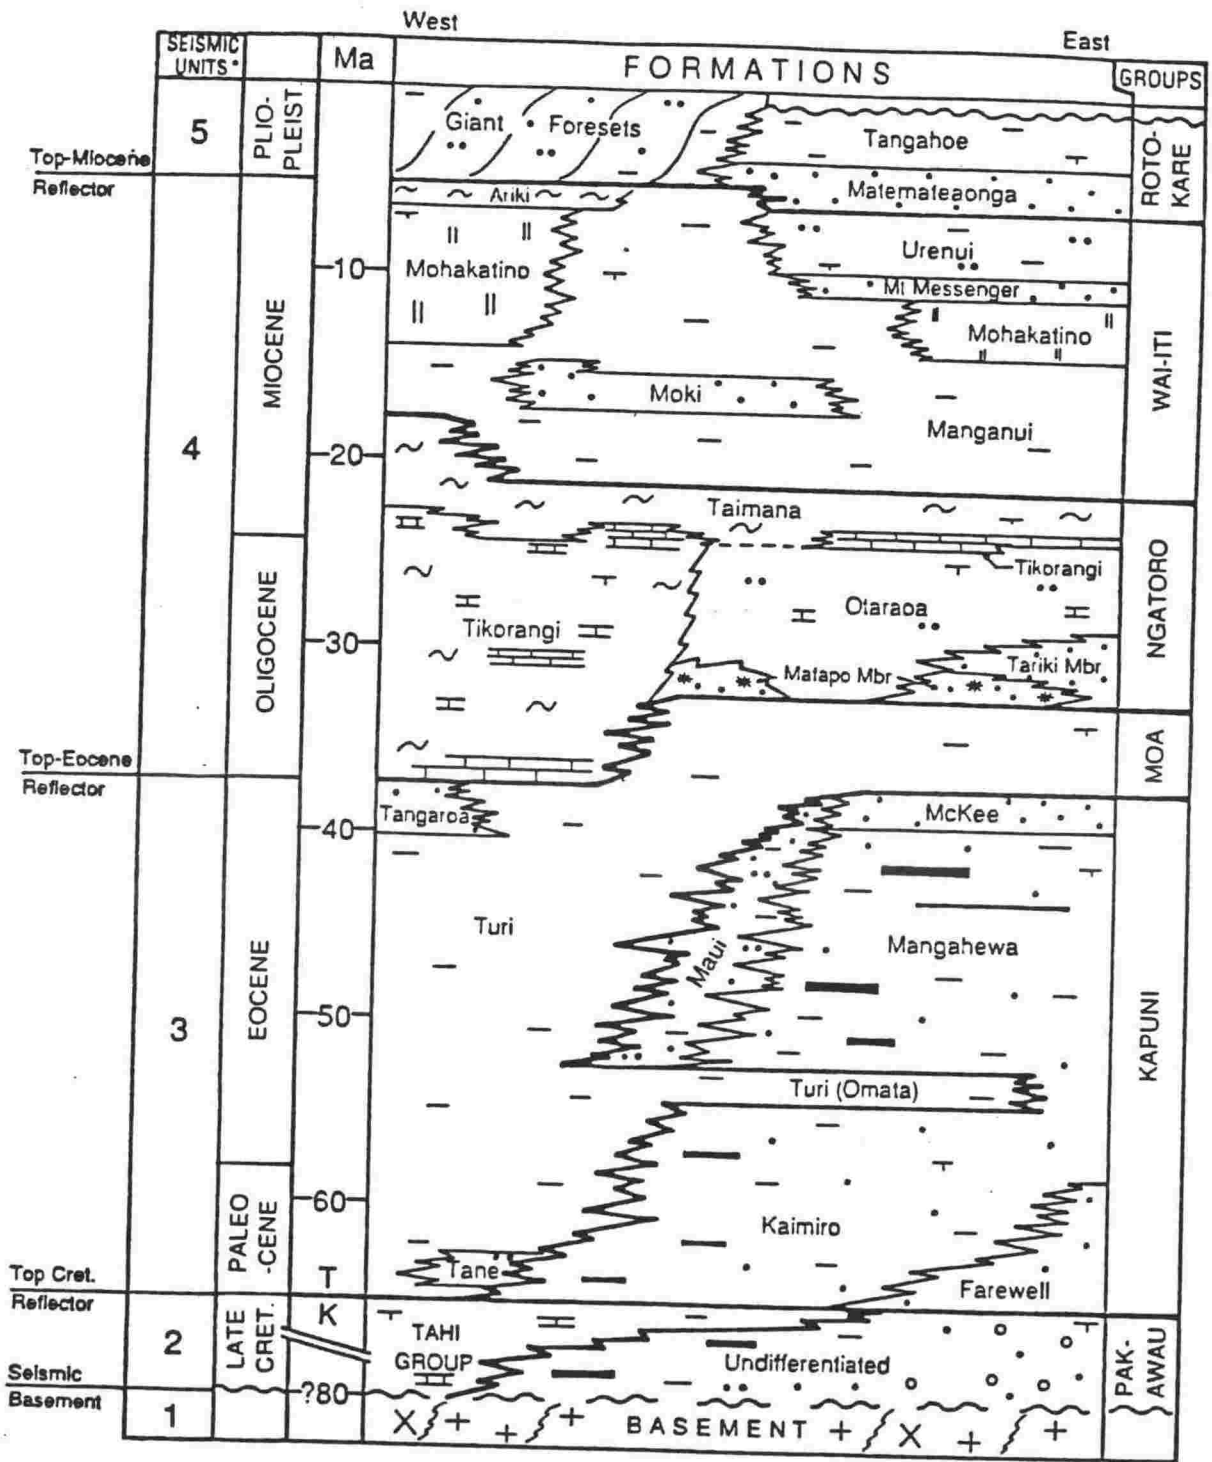 West
East
SEISMIC
UNITS*
Ma
FORMATIONS
GROUPS
5
PLIO-
PLEIST.
Giant Foresets
Tangahoe
ROTO-
KARE
Top-Miocene
Reflector
Ariki
Matemateaonga
Urenui
10
Mohakatino
Mt Messenger
Mohakatino
MIOCENE
WAI-ITI
Moki
Manganui
4
20
Taimana
Tikorangi
Otaraoa
NGATORO
OLIGOCENE
Tikorangi
30
Matapo Mbr
Tariki Mbr
MOA
Top-Eocene
Reflector
Tangaroa
McKee
40
Turi
Maui
Mangahewa
EOCENE
3
50
KAPUNI
Turi (Omata)
PALEO
-CENE
60
Kaimiro
Tane
Farewell
Top Cret.
Reflector
T
K
2
LATE
CRET.
TAHI
GROUP
Undifferentiated
PAK-
AWAU
Seismic
Basement
?80
1
BASEMENT